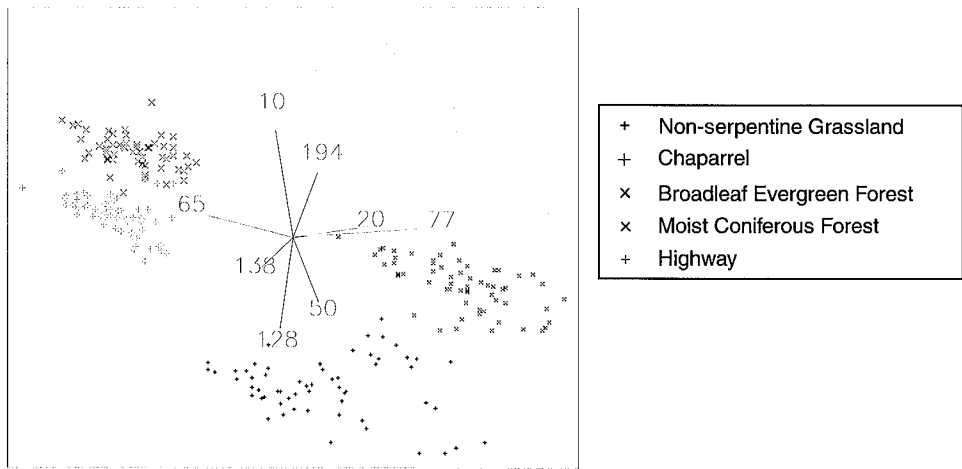 10
194
65
20
77
138
50
128
+ Non-serpentine Grassland
+ Chaparrel
× Broadleaf Evergreen Forest
× Moist Coniferous Forest
+ Highway